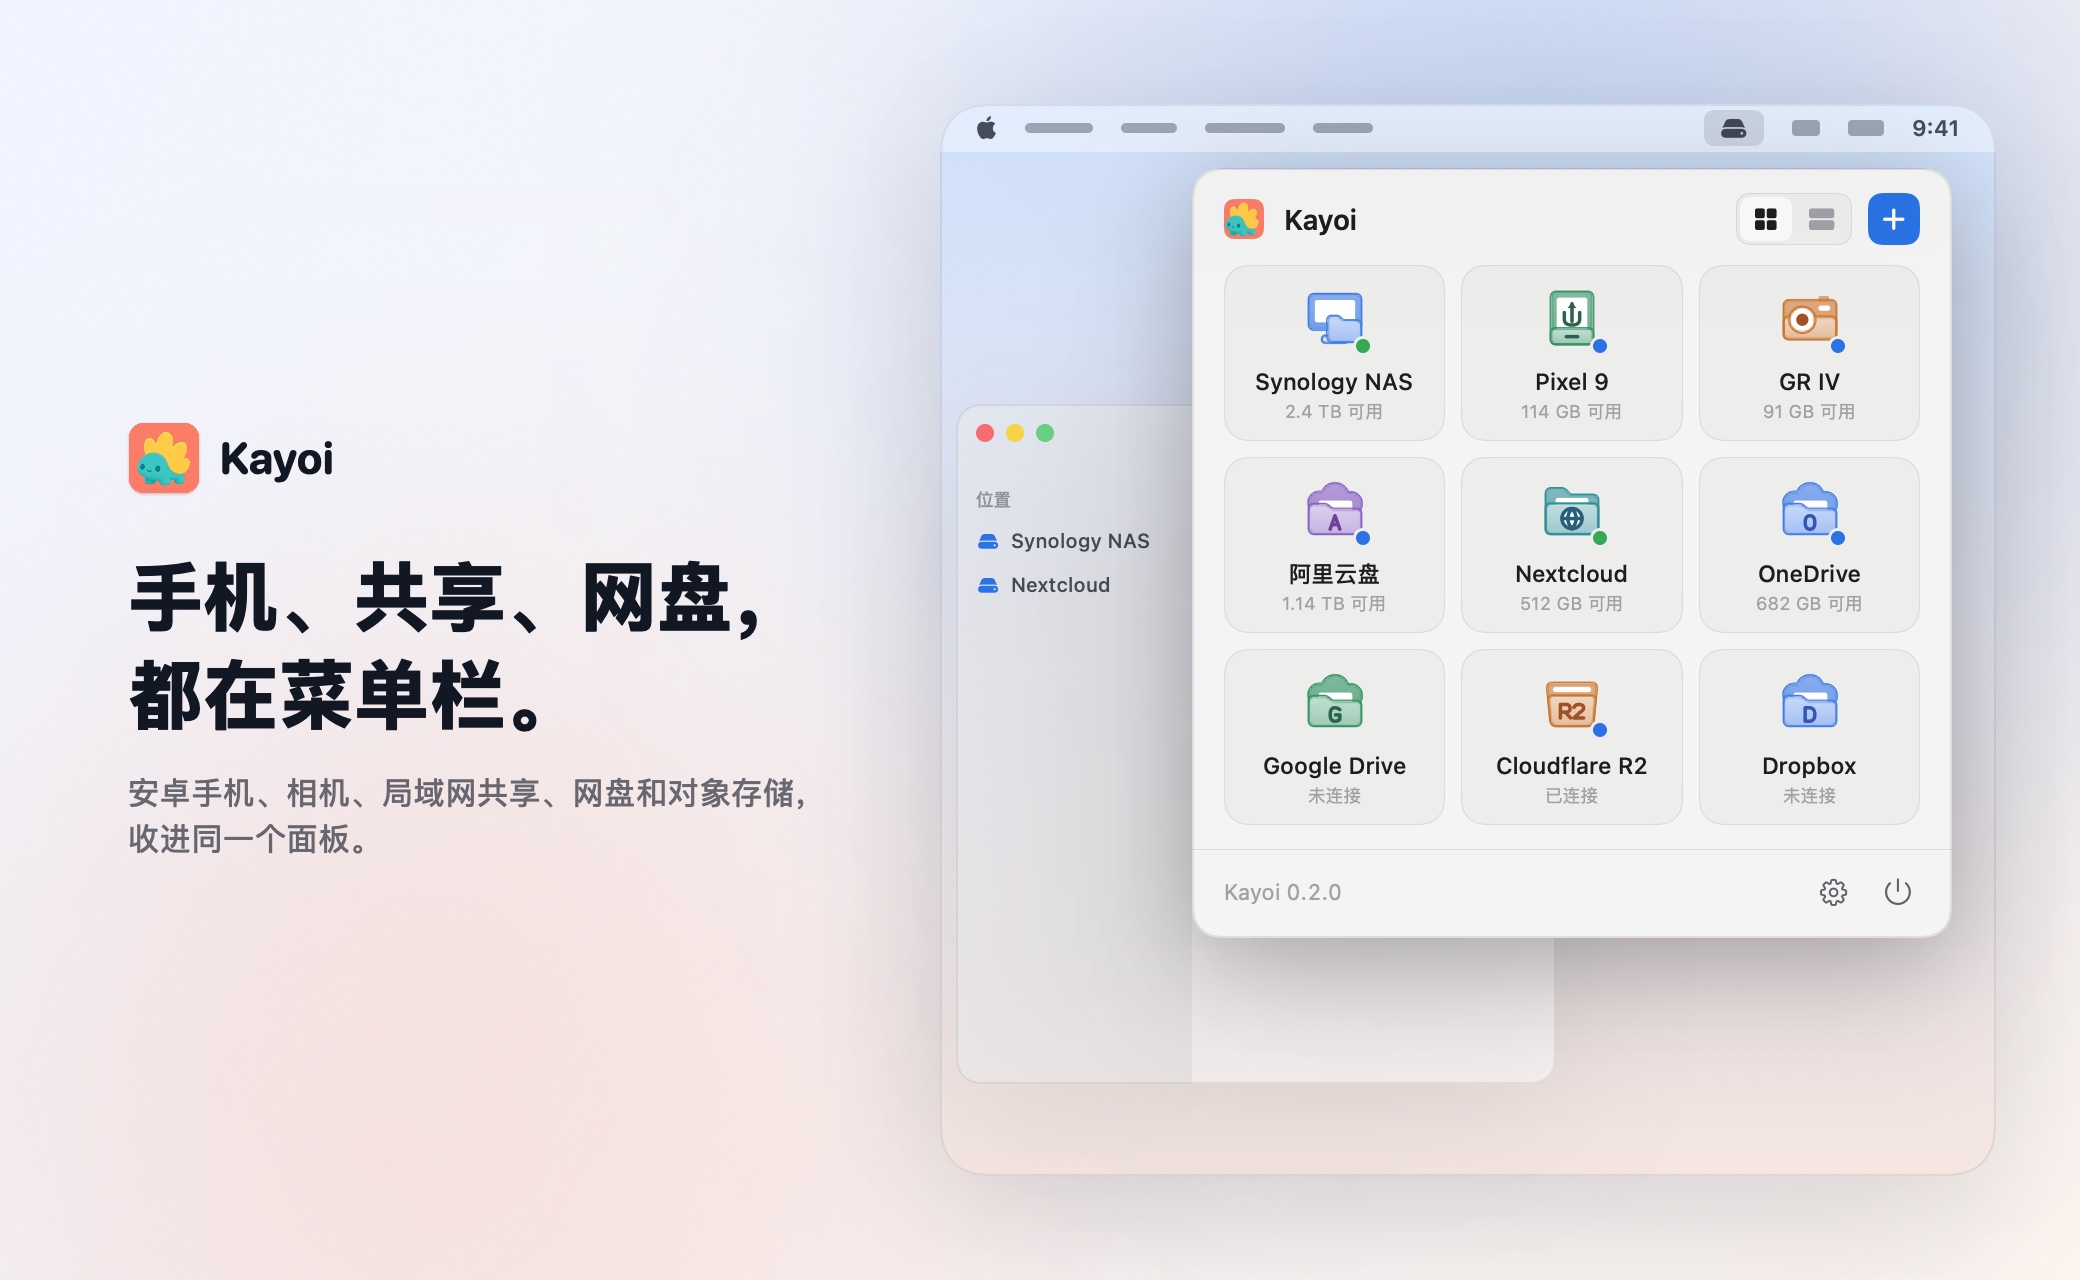 Kayoi
手机、共享、网盘，
都在菜单栏。
安卓手机、相机、局域网共享、网盘和对象存储，
收进同一个面板。
9:41
位置
Synology NAS
Nextcloud
Kayoi
Synology NAS
2.4 TB 可用
Pixel 9
114 GB 可用
GR IV
91 GB 可用
A
阿里云盘
1.14 TB 可用
Nextcloud
512 GB 可用
O
OneDrive
682 GB 可用
G
Google Drive
未连接
R2
Cloudflare R2
已连接
D
Dropbox
未连接
Kayoi 0.2.0